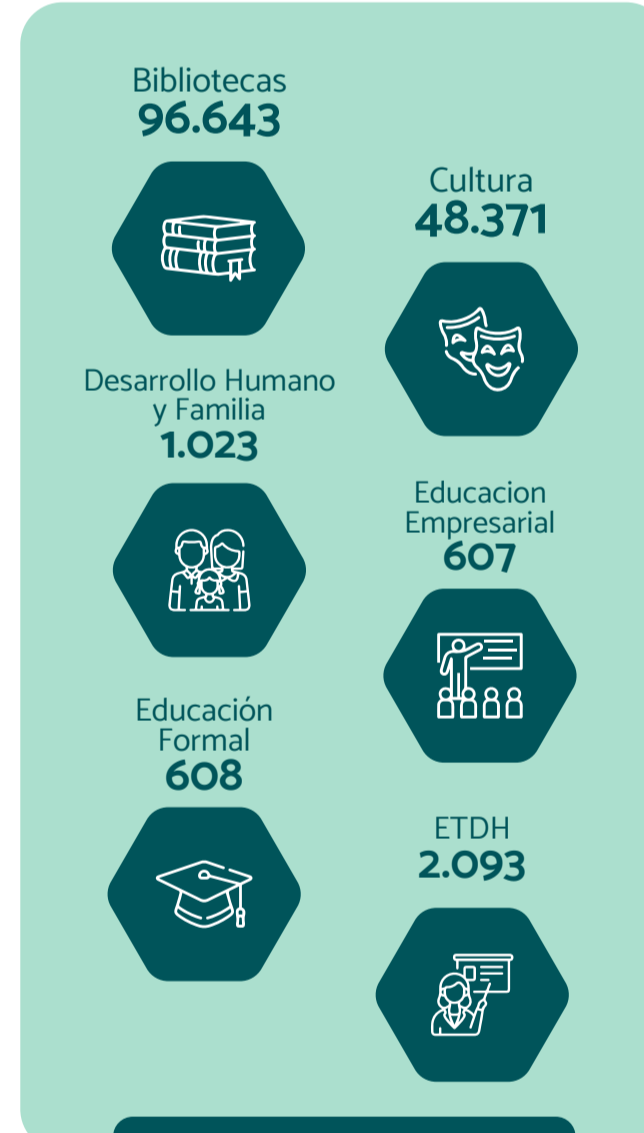 Bibliotecas
96.643
Cultura
48.371
Desarrollo Humano
y Familia
1.023
Educacion
Empresarial
607
Educación
Formal
608
ETDH
2.093